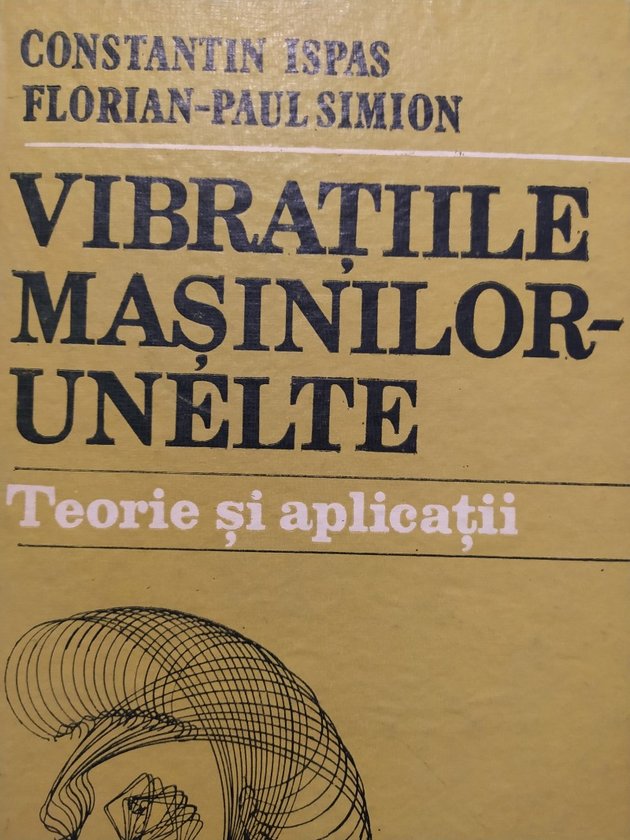 CONSTANTIN ISPAS
FLORIAN-PAUL SIMION
VIBRAȚIILE
MAȘINILOR-
UNELTE
Teorie și aplicații